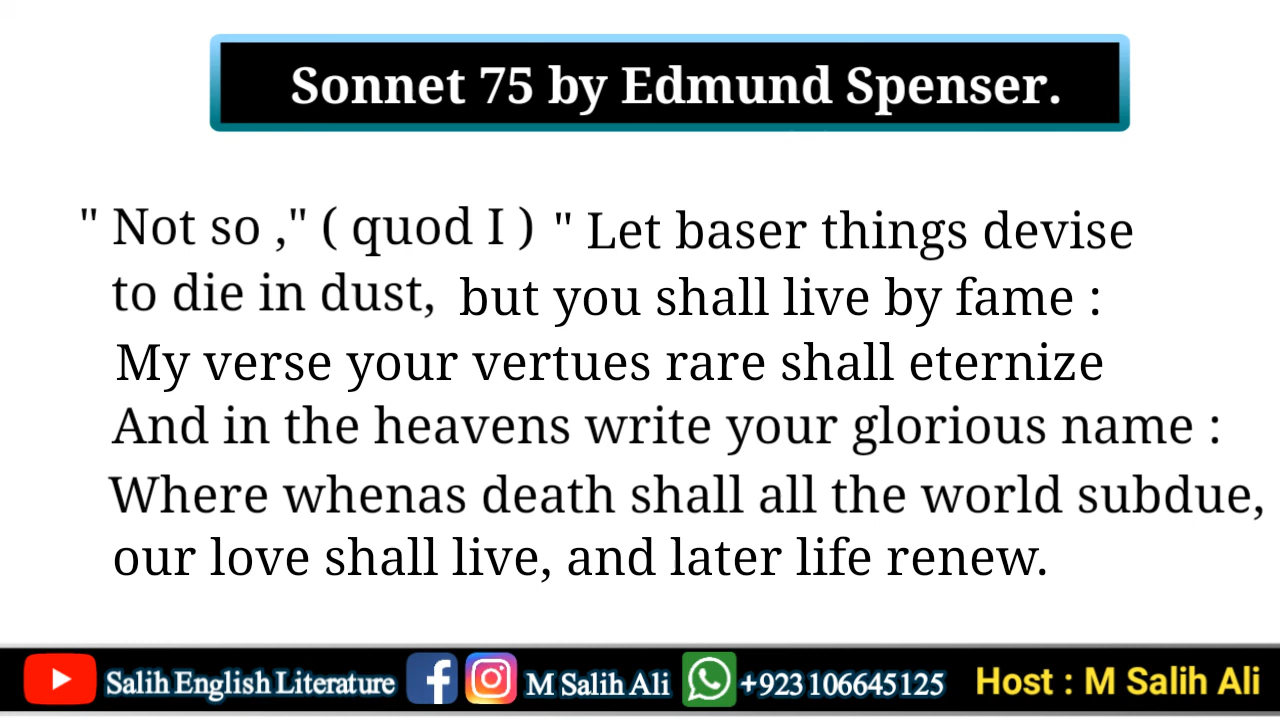 Sonnet 75 by Edmund Spenser.
" Not so ," ( quod I ) " Let baser things devise
to die in dust, but you shall live by fame :
My verse your vertues rare shall eternize
And in the heavens write your glorious name :
Where whenas death shall all the world subdue,
our love shall live, and later life renew.
Salih English Literature M Salih Ali +923106645125 Host : M Salih Ali